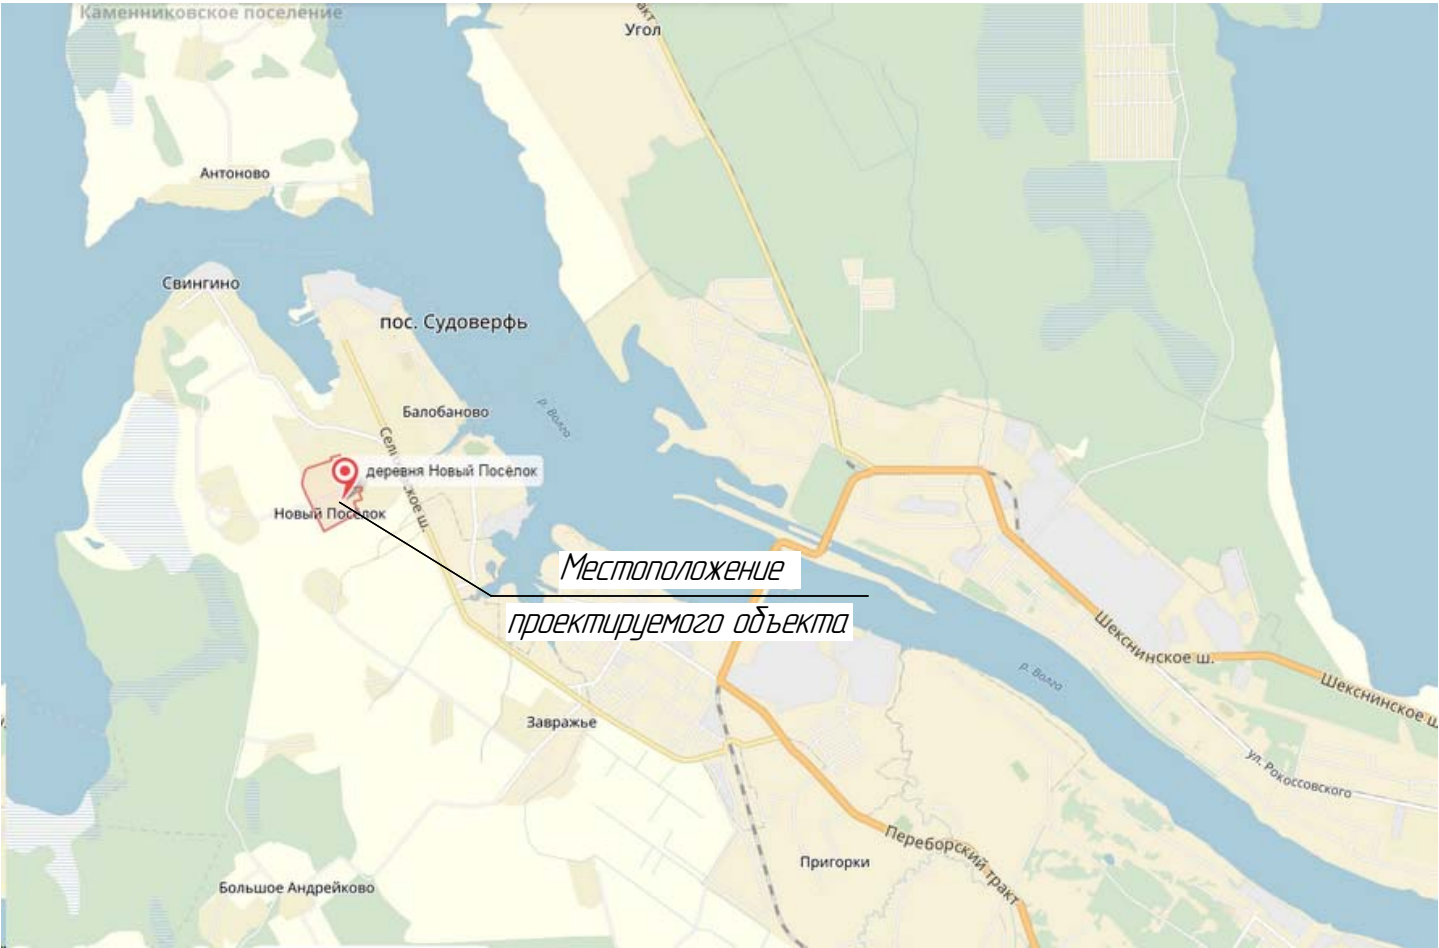 Каменниковское поселение
Угол
Антоново
Свингино
пос. Судоверфь
р. Волга
Балобаново
деревня Новый Посёлок
Новый Посёлок
Местоположение
проектируемого объекта
Шекснинское ш.
р. Волга
Шекснинское ш
Завражье
ул. Рокоссовского
Переборский тракт
Пригорки
Большое Андрейково